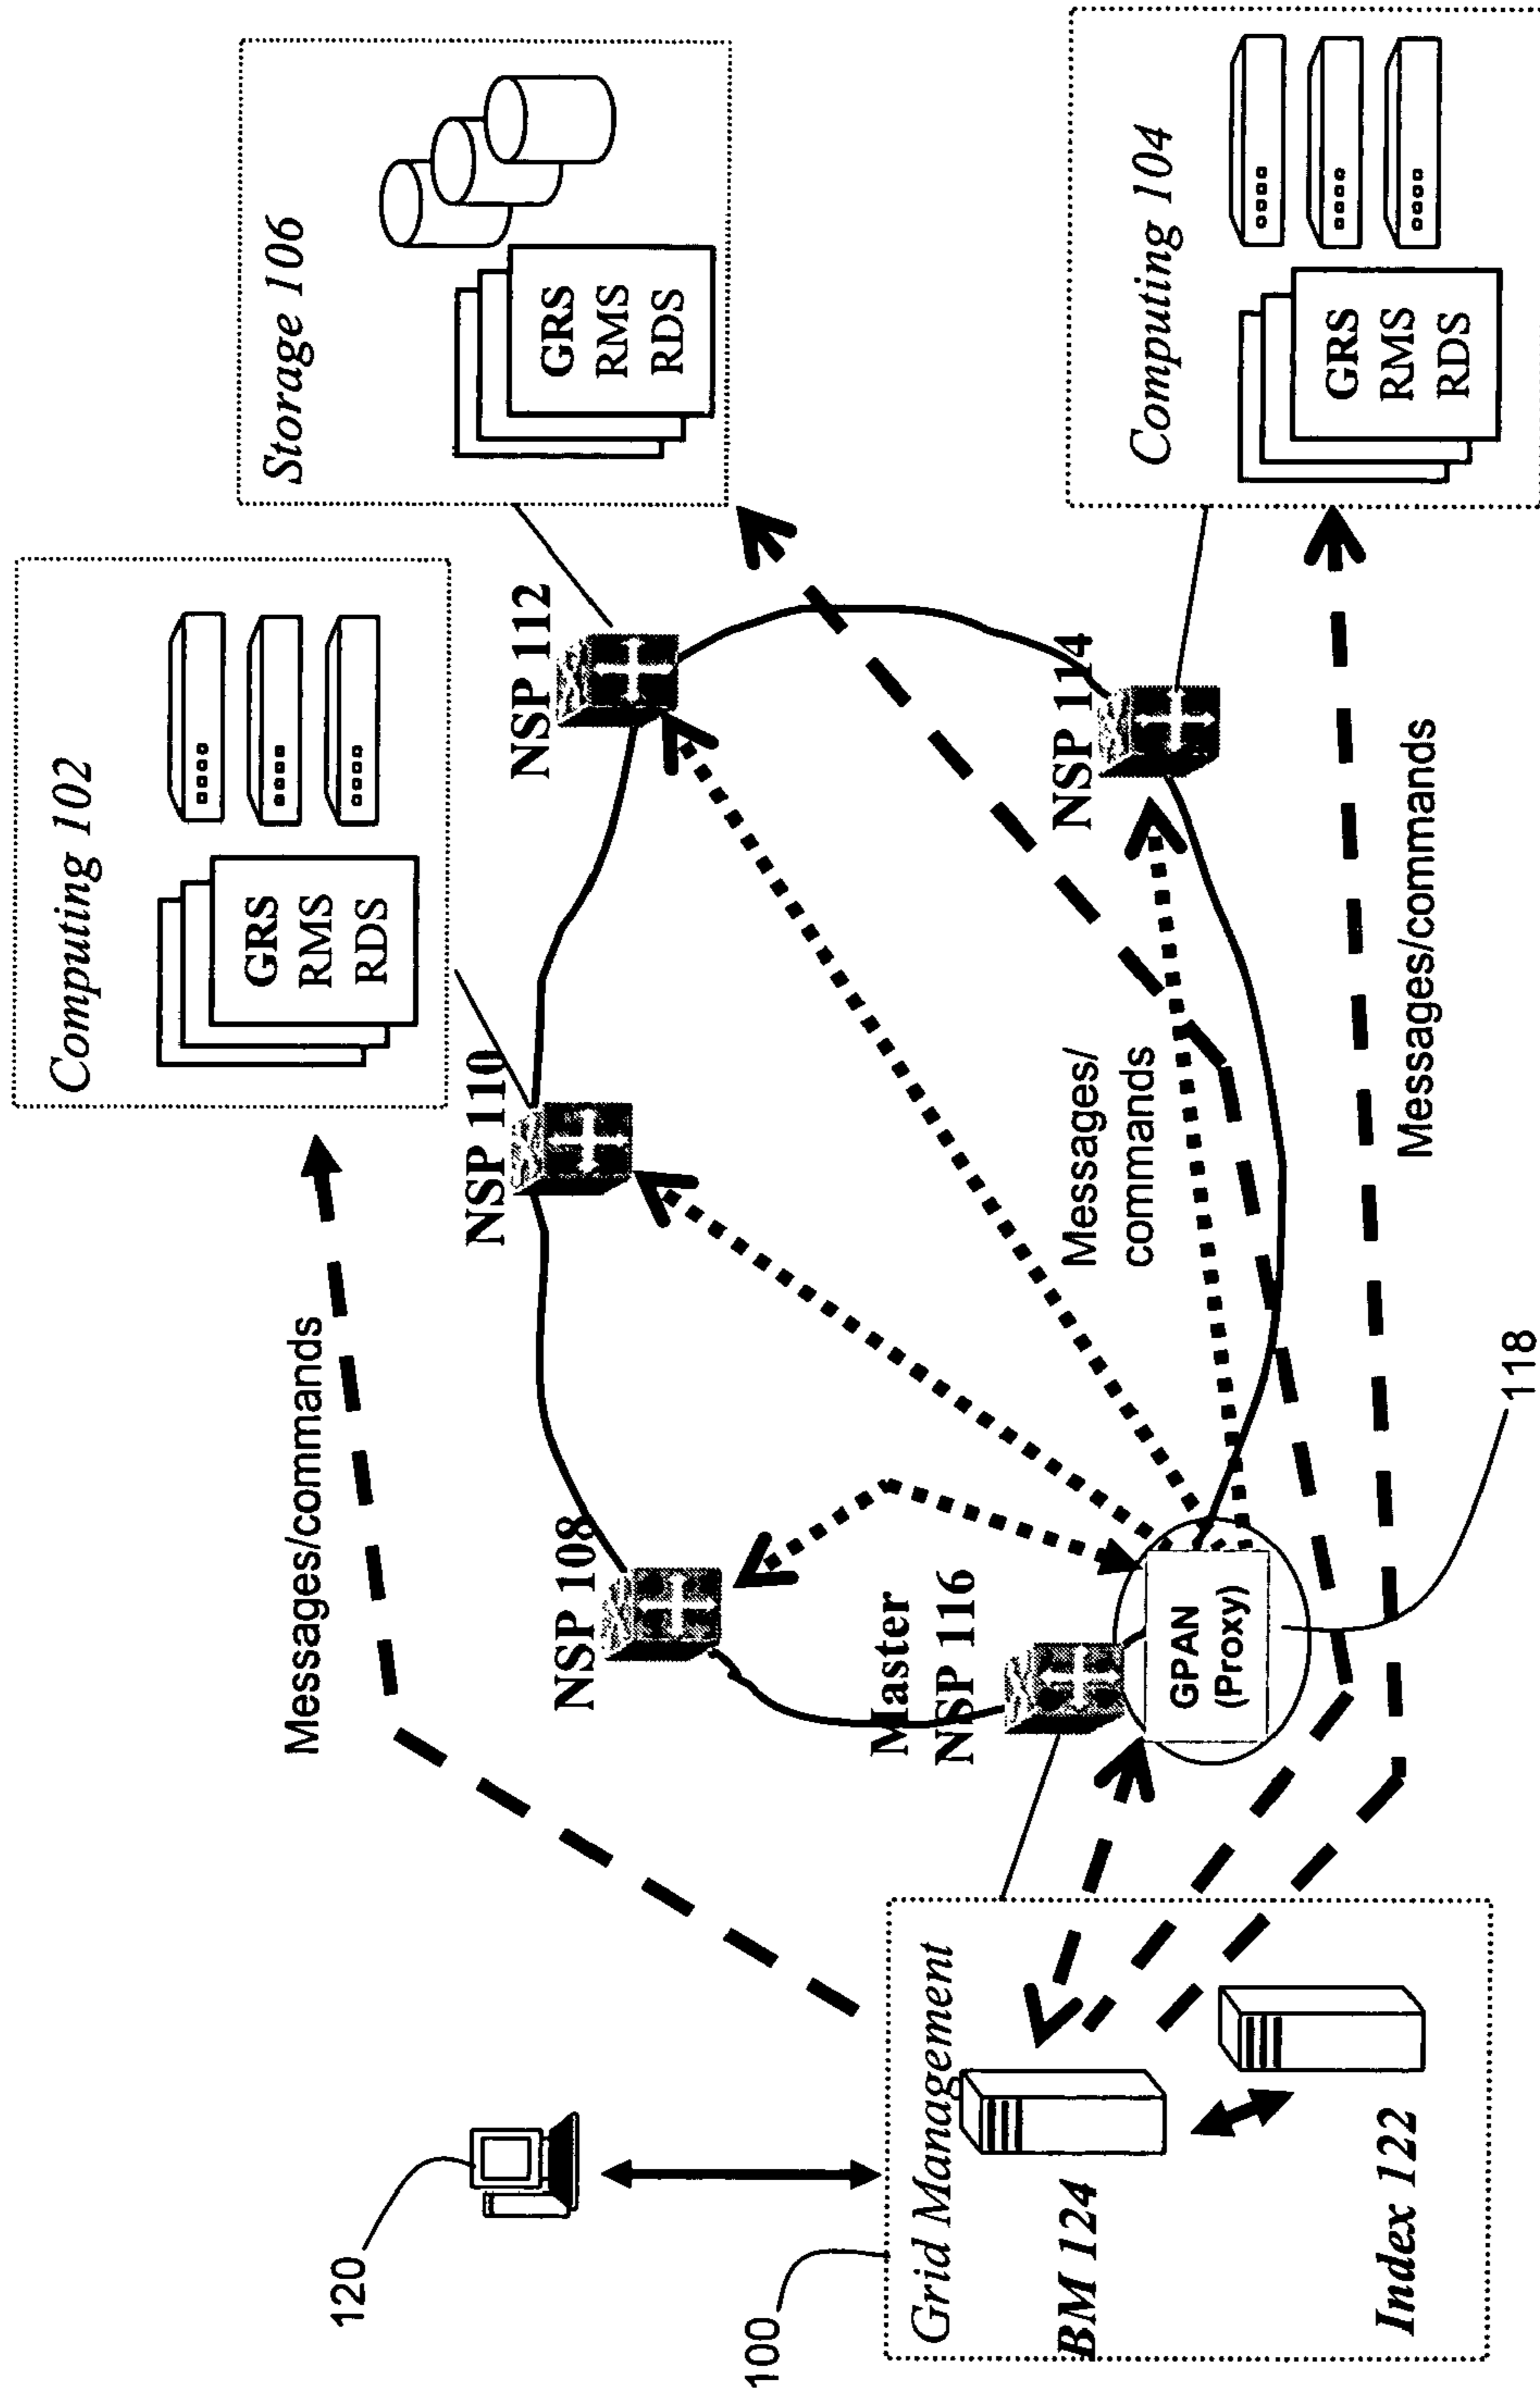 120
100
Grid Management
BM 124
Index 122
Messages/commands
Computing 102
GRS
RMS
RDS
Storage 106
GRS
RMS
RDS
NSP 108
NSP 110
NSP 112
NSP 114
Master
NSP 116
GPAN
(Proxy)
Messages/
commands
Computing 104
GRS
RMS
RDS
Messages/commands
118